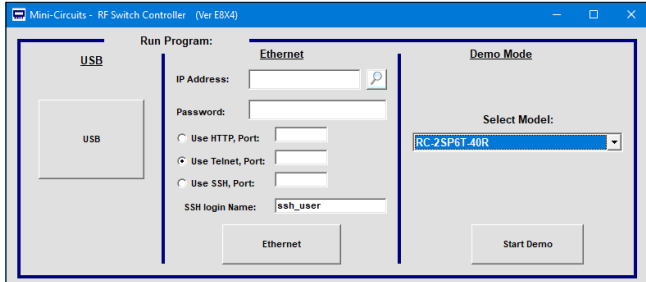 Mini-Circuits - RF Switch Controller (Ver E8X4)
Run Program:
USB
USB
Ethernet
IP Address:
Password:
Use HTTP, Port:
Use Telnet, Port:
Use SSH, Port:
SSH login Name: ssh_user
Ethernet
Demo Mode
Select Model:
RC-2SP6T-40R
Start Demo